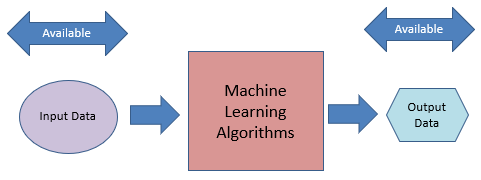 Available
Available
Input Data
Machine
Learning
Algorithms
Output
Data